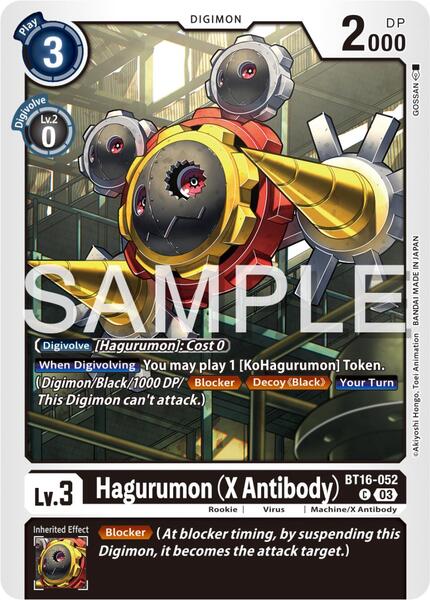 Play
3
DIGIMON
2000
DP
Digivolve
Lv.2
0
GOSSAN
©Akiyoshi Hongo, Toei Animation BANDAI MADE IN JAPAN
SAMPLE
Digivolve [Hagurumon]: Cost 0
When Digivolving You may play 1 [KoHagurumon] Token.
(Digimon/Black/1000 DP/ Blocker Decoy《Black》 Your Turn
This Digimon can't attack.)
Lv.3
Hagurumon (X Antibody)
BT16-052
C 03
Rookie Virus Machine/X Antibody
Inherited Effect
Blocker (At blocker timing, by suspending this
Digimon, it becomes the attack target.)